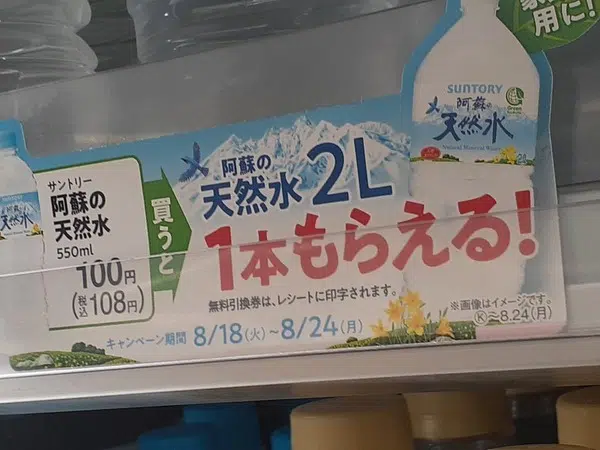 用に!
SUNTORY
阿蘇の
天然水
Natural Mineral Water
サントリー
阿蘇の
天然水
550ml
100円
(税込108円)
買うと
阿蘇の
天然水 2L
1本もらえる!
無料引換券は、レシートに印字されます。
キャンペーン期間 8/18(火)~8/24(月)
※画像はイメージです。
Ⓚ~8.24(月)